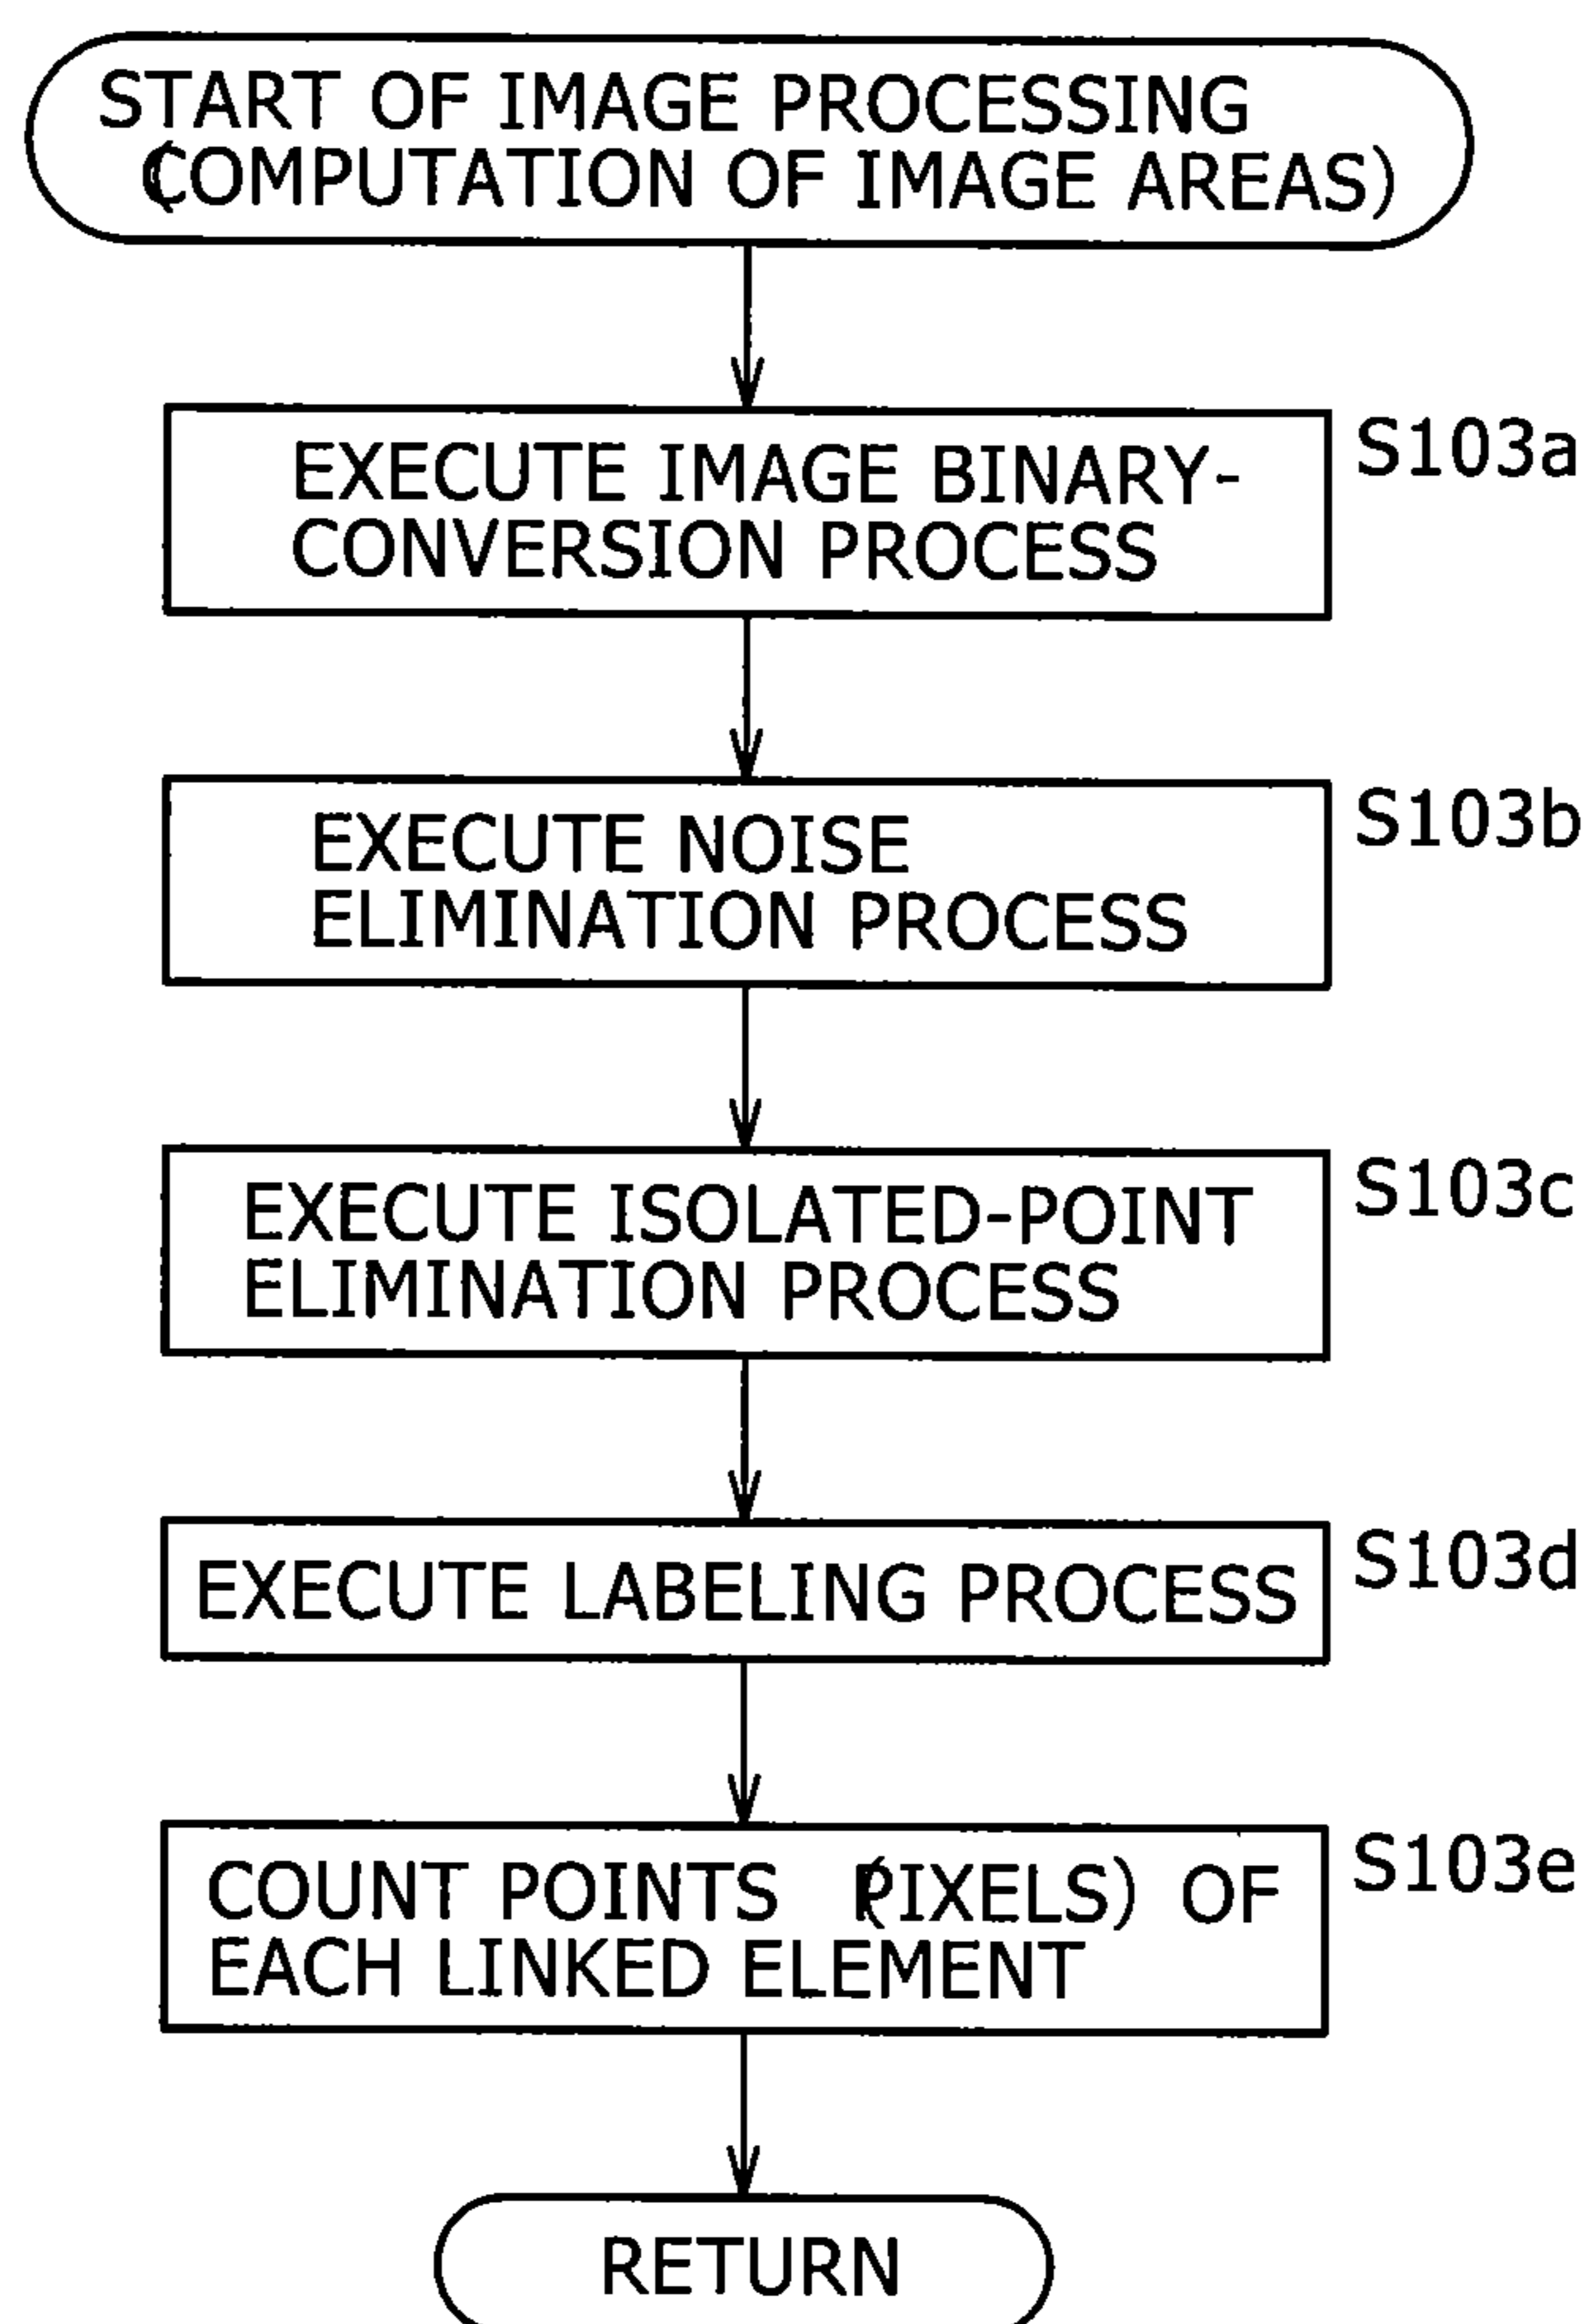 START OF IMAGE PROCESSING
(COMPUTATION OF IMAGE AREAS)
EXECUTE IMAGE BINARY-
CONVERSION PROCESS
S103a
EXECUTE NOISE
ELIMINATION PROCESS
S103b
EXECUTE ISOLATED-POINT
ELIMINATION PROCESS
S103c
EXECUTE LABELING PROCESS
S103d
COUNT POINTS (PIXELS) OF
EACH LINKED ELEMENT
S103e
RETURN